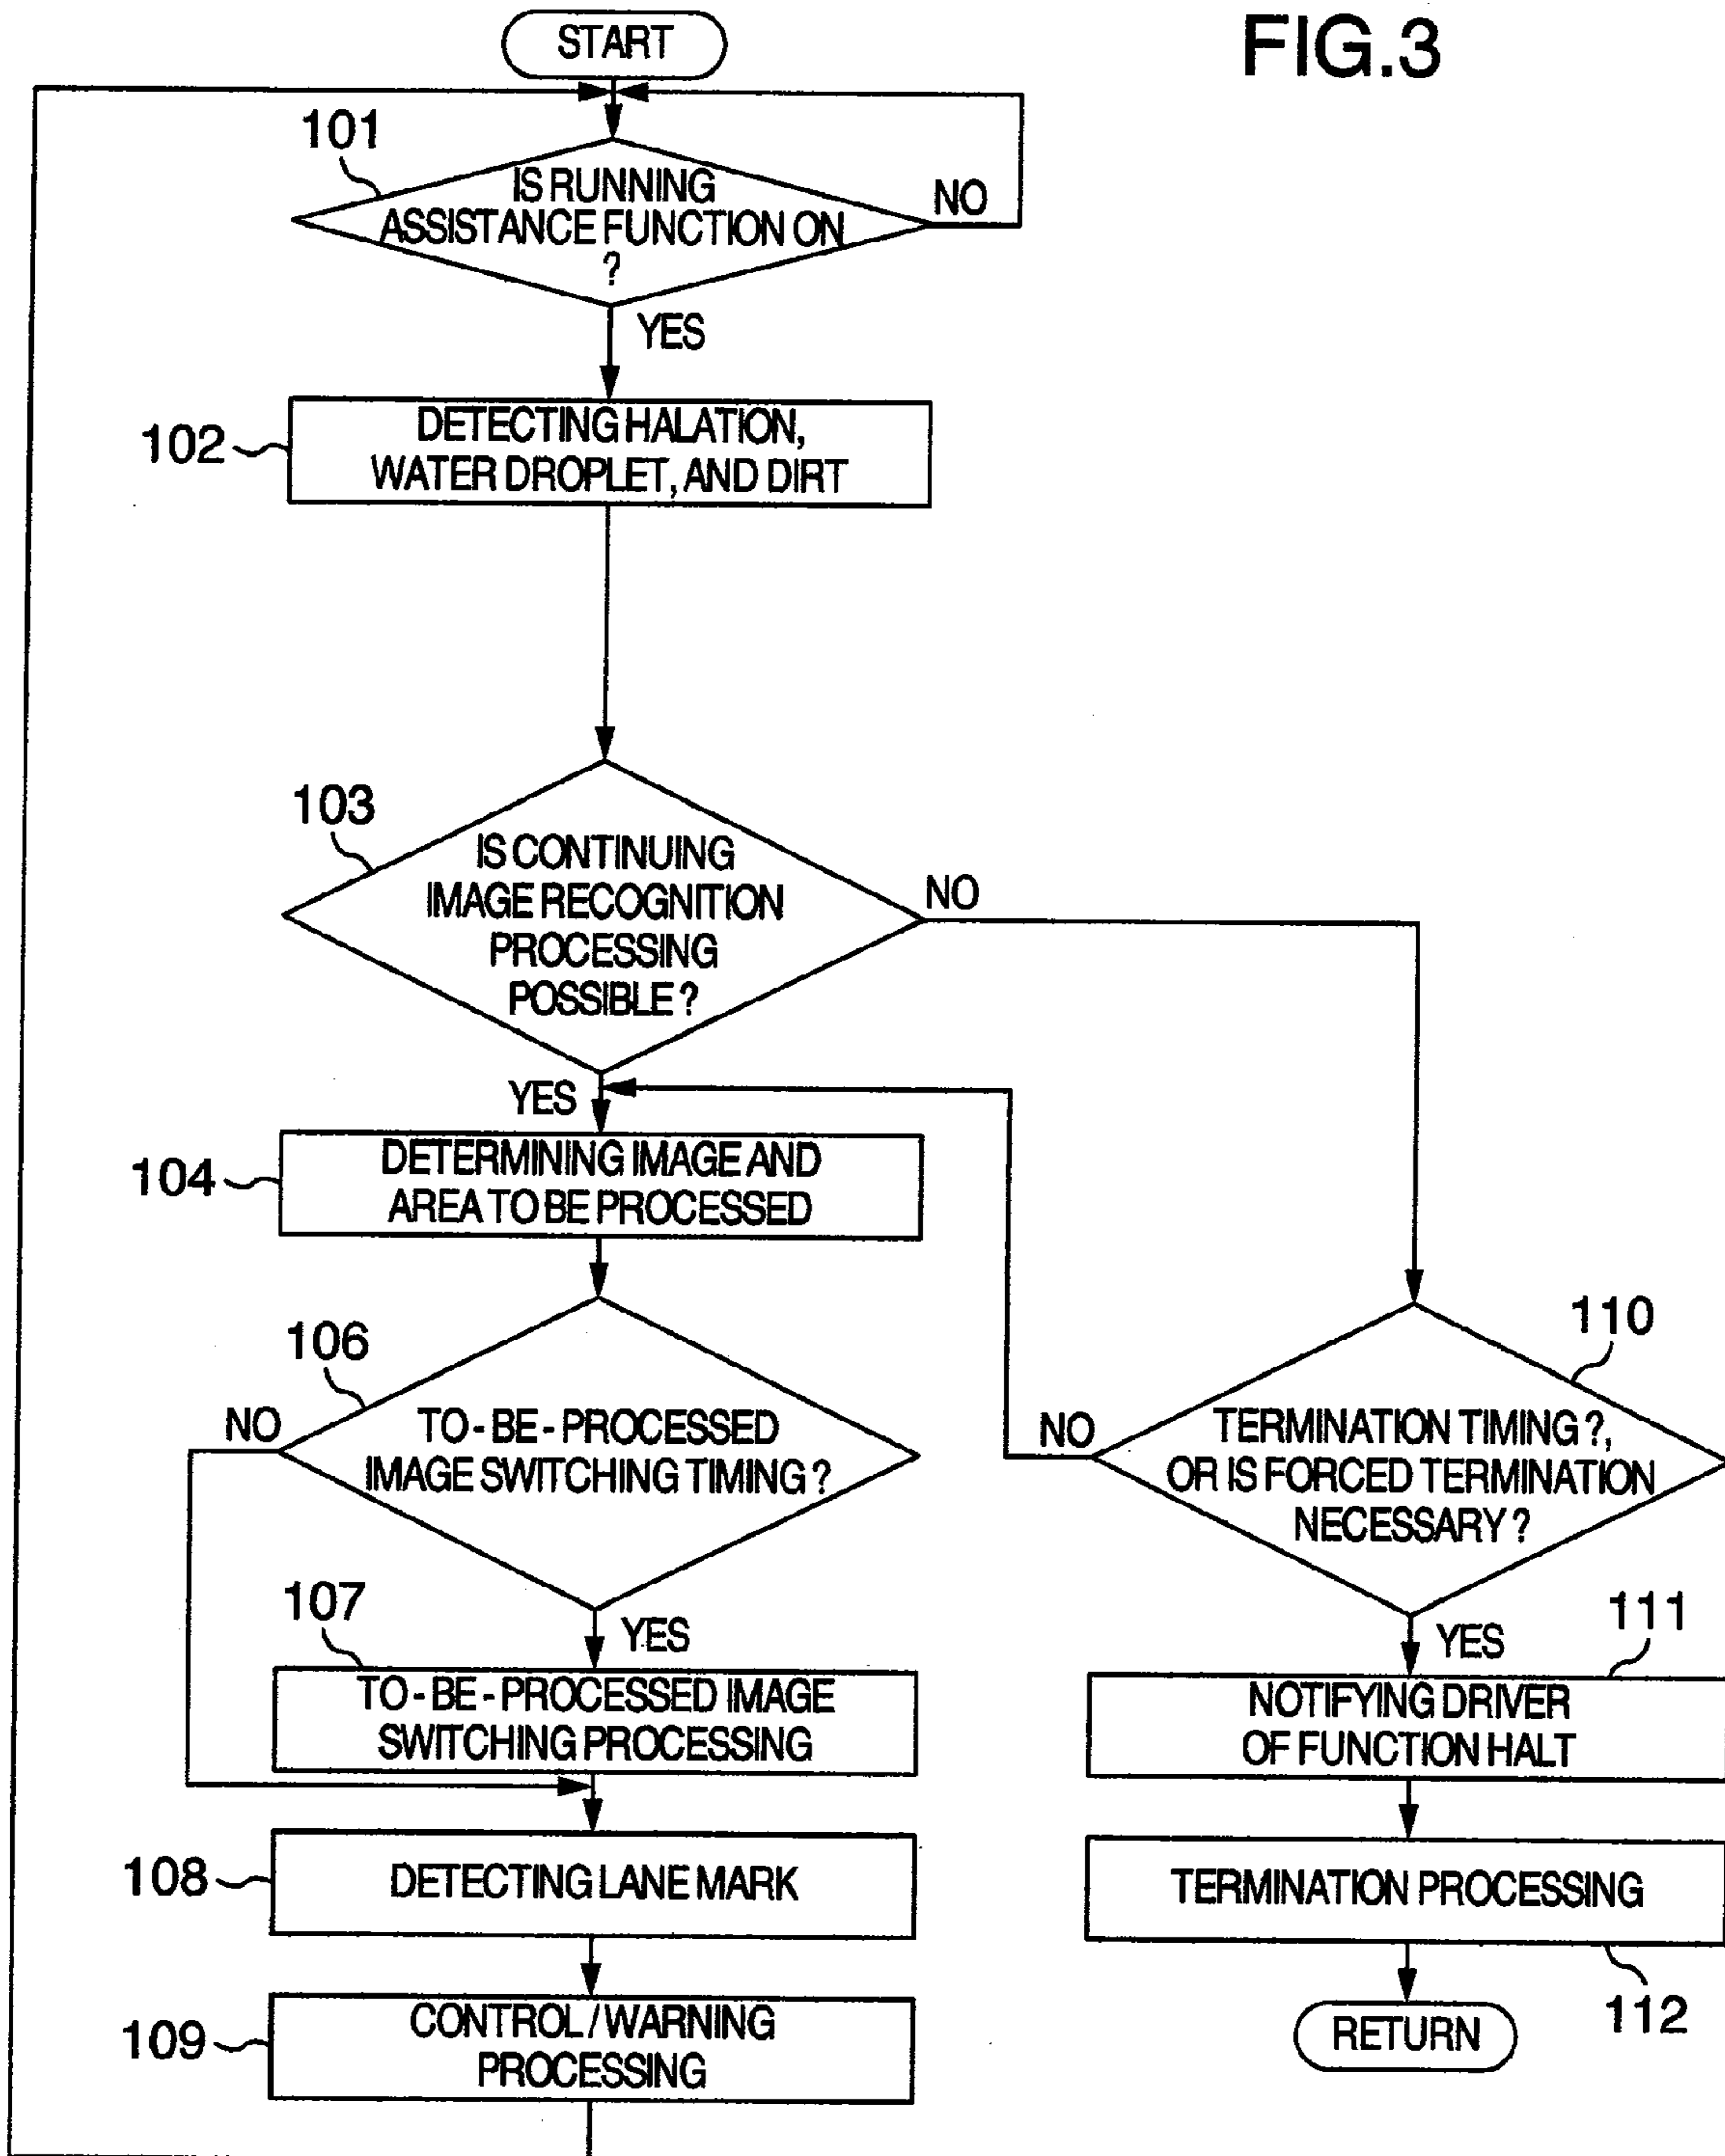 FIG.3
START
101
IS RUNNING
ASSISTANCE FUNCTION ON
?
NO
YES
102
DETECTING HALATION,
WATER DROPLET, AND DIRT
103
IS CONTINUING
IMAGE RECOGNITION
PROCESSING
POSSIBLE?
NO
YES
104
DETERMINING IMAGE AND
AREA TO BE PROCESSED
106
NO
TO-BE-PROCESSED
IMAGE SWITCHING TIMING?
YES
107
TO-BE-PROCESSED IMAGE
SWITCHING PROCESSING
108
DETECTING LANE MARK
109
CONTROL/WARNING
PROCESSING
110
NO
TERMINATION TIMING?,
OR IS FORCED TERMINATION
NECESSARY?
YES
111
NOTIFYING DRIVER
OF FUNCTION HALT
TERMINATION PROCESSING
112
RETURN